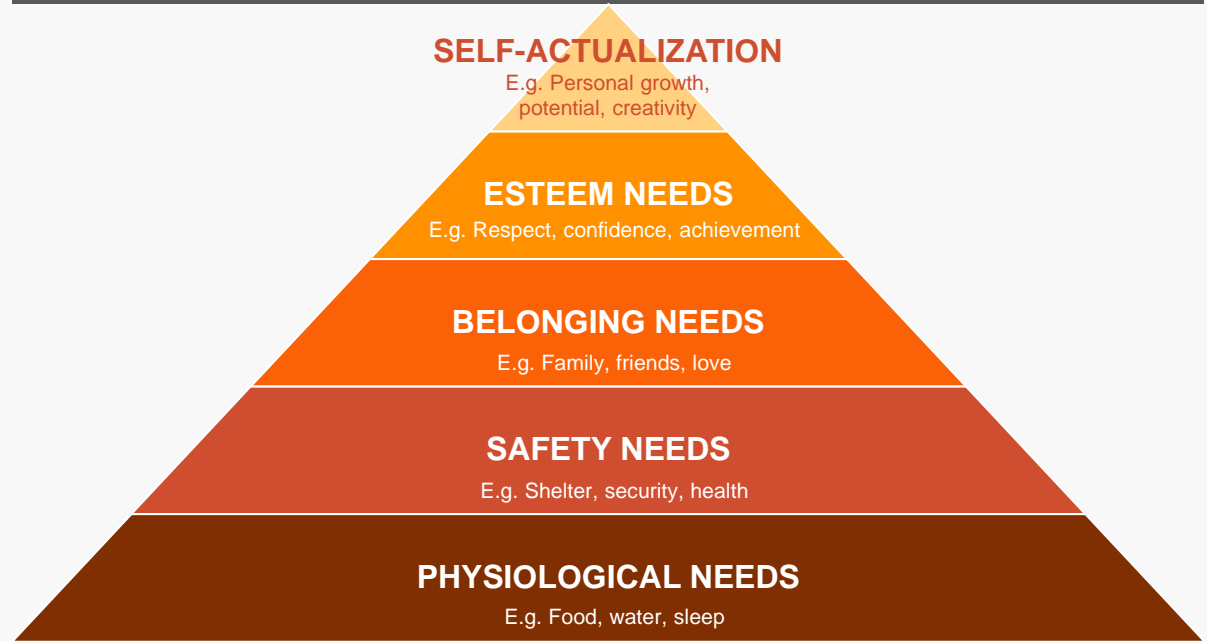 SELF-ACTUALIZATION
E.g. Personal growth,
potential, creativity
ESTEEM NEEDS
E.g. Respect, confidence, achievement
BELONGING NEEDS
E.g. Family, friends, love
SAFETY NEEDS
E.g. Shelter, security, health
PHYSIOLOGICAL NEEDS
E.g. Food, water, sleep